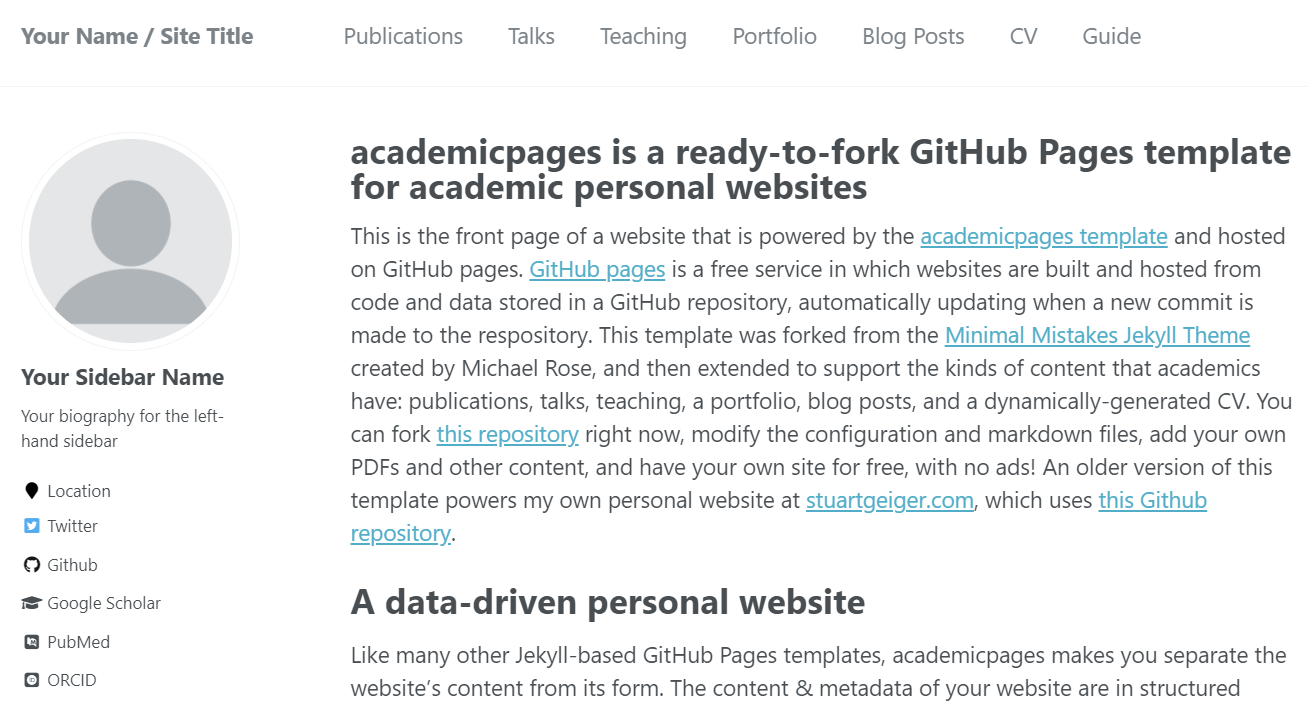 Your Name / Site Title Publications Talks Teaching Portfolio Blog Posts CV Guide
Your Sidebar Name
Your biography for the left-
hand sidebar
Location
Twitter
Github
Google Scholar
PubMed
ORCID
academicpages is a ready-to-fork GitHub Pages template
for academic personal websites
This is the front page of a website that is powered by the academicpages template and hosted
on GitHub pages. GitHub pages is a free service in which websites are built and hosted from
code and data stored in a GitHub repository, automatically updating when a new commit is
made to the respository. This template was forked from the Minimal Mistakes Jekyll Theme
created by Michael Rose, and then extended to support the kinds of content that academics
have: publications, talks, teaching, a portfolio, blog posts, and a dynamically-generated CV. You
can fork this repository right now, modify the configuration and markdown files, add your own
PDFs and other content, and have your own site for free, with no ads! An older version of this
template powers my own personal website at stuartgeiger.com, which uses this Github
repository.
A data-driven personal website
Like many other Jekyll-based GitHub Pages templates, academicpages makes you separate the
website’s content from its form. The content & metadata of your website are in structured